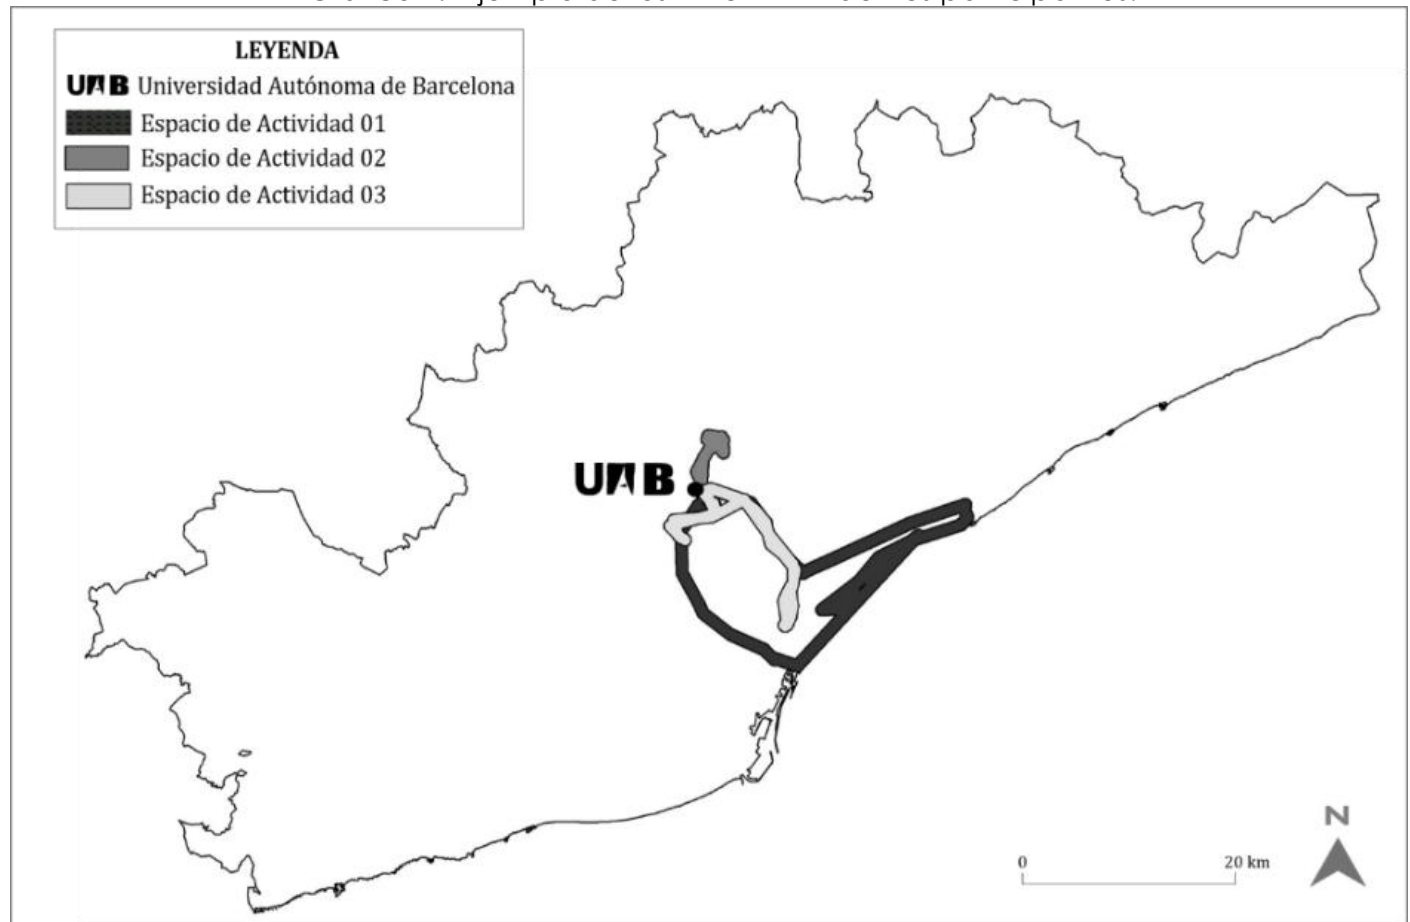 LEYENDA
UAB Universidad Autónoma de Barcelona
Espacio de Actividad 01
Espacio de Actividad 02
Espacio de Actividad 03
UAB
N
0 20 km